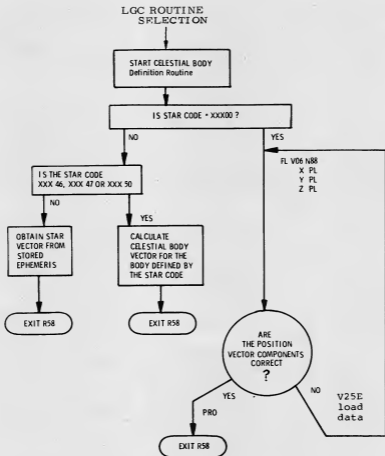 LGC ROUTINE
SELECTION
START CELESTIAL BODY
Definition Routine
IS STAR CODE = XXX00 ?
NO
YES
IS THE STAR CODE
XXX 46, XXX 47 OR XXX 50
FL V06 N88
X PL
Y PL
Z PL
NO
YES
OBTAIN STAR
VECTOR FROM
STORED
EPHEMERIS
CALCULATE
CELESTIAL BODY
VECTOR FOR THE
BODY DEFINED BY
THE STAR CODE
EXIT R58
EXIT R58
ARE
THE POSITION
VECTOR COMPONENTS
CORRECT
?
YES
NO
V25E
load
data
PRO
EXIT R58